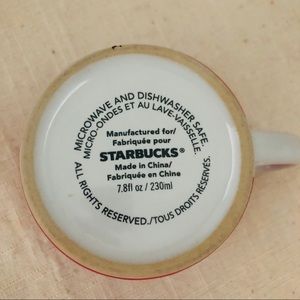 MICROWAVE AND DISHWASHER SAFE.
MICRO-ONDES ET AU LAVE-VAISSELLE.
Manufactured for/
Fabriquée pour
STARBUCKS®
Made in China/
Fabriquée en Chine
7.8fl oz / 230ml
ALL RIGHTS RESERVED./TOUS DROITS RÉSERVÉS.